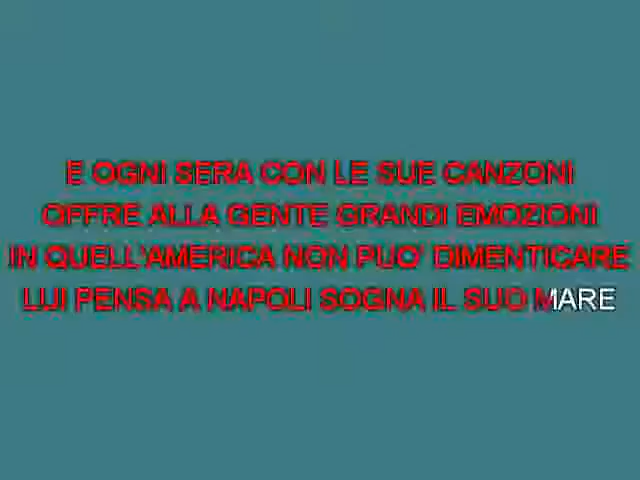 E OGNI SERA CON LE SUE CANZONI
OFFRE ALLA GENTE GRANDI EMOZIONI
IN QUELL'AMERICA NON PUO' DIMENTICARE
LUI PENSA A NAPOLI SOGNA IL SUO MARE